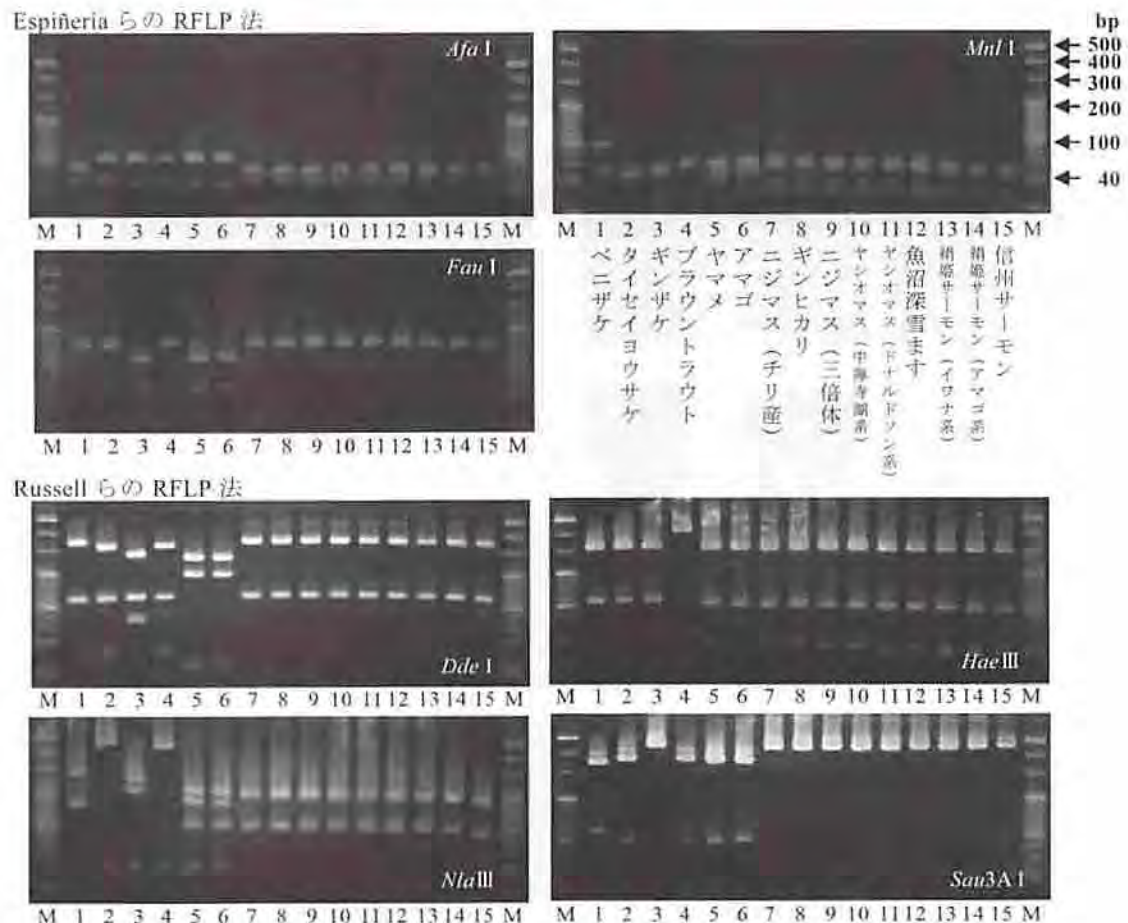 Espiñeria らの RFLP 法
Afa I
M 1 2 3 4 5 6 7 8 9 10 11 12 13 14 15 M
Mnl I
bp
500
400
300
200
100
40
M 1 2 3 4 5 6 7 8 9 10 11 12 13 14 15 M
ベニザケ
タイセイヨウサケ
ギンザケ
ブラウントラウト
ヤマメ
アマゴ
ニジマス（チリ産）
ギンヒカリ
ニジマス（三倍体）
ヤシオマス（中禅寺湖系）
ヤシオマス（ドナルドソン系）
魚沼深雪ます
絹姫サーモン（イワナ系）
絹姫サーモン（アマゴ系）
信州サーモン
Fau I
M 1 2 3 4 5 6 7 8 9 10 11 12 13 14 15 M
Russell らの RFLP 法
Dde I
M 1 2 3 4 5 6 7 8 9 10 11 12 13 14 15 M
Hae III
M 1 2 3 4 5 6 7 8 9 10 11 12 13 14 15 M
Nla III
M 1 2 3 4 5 6 7 8 9 10 11 12 13 14 15 M
Sau3A I
M 1 2 3 4 5 6 7 8 9 10 11 12 13 14 15 M